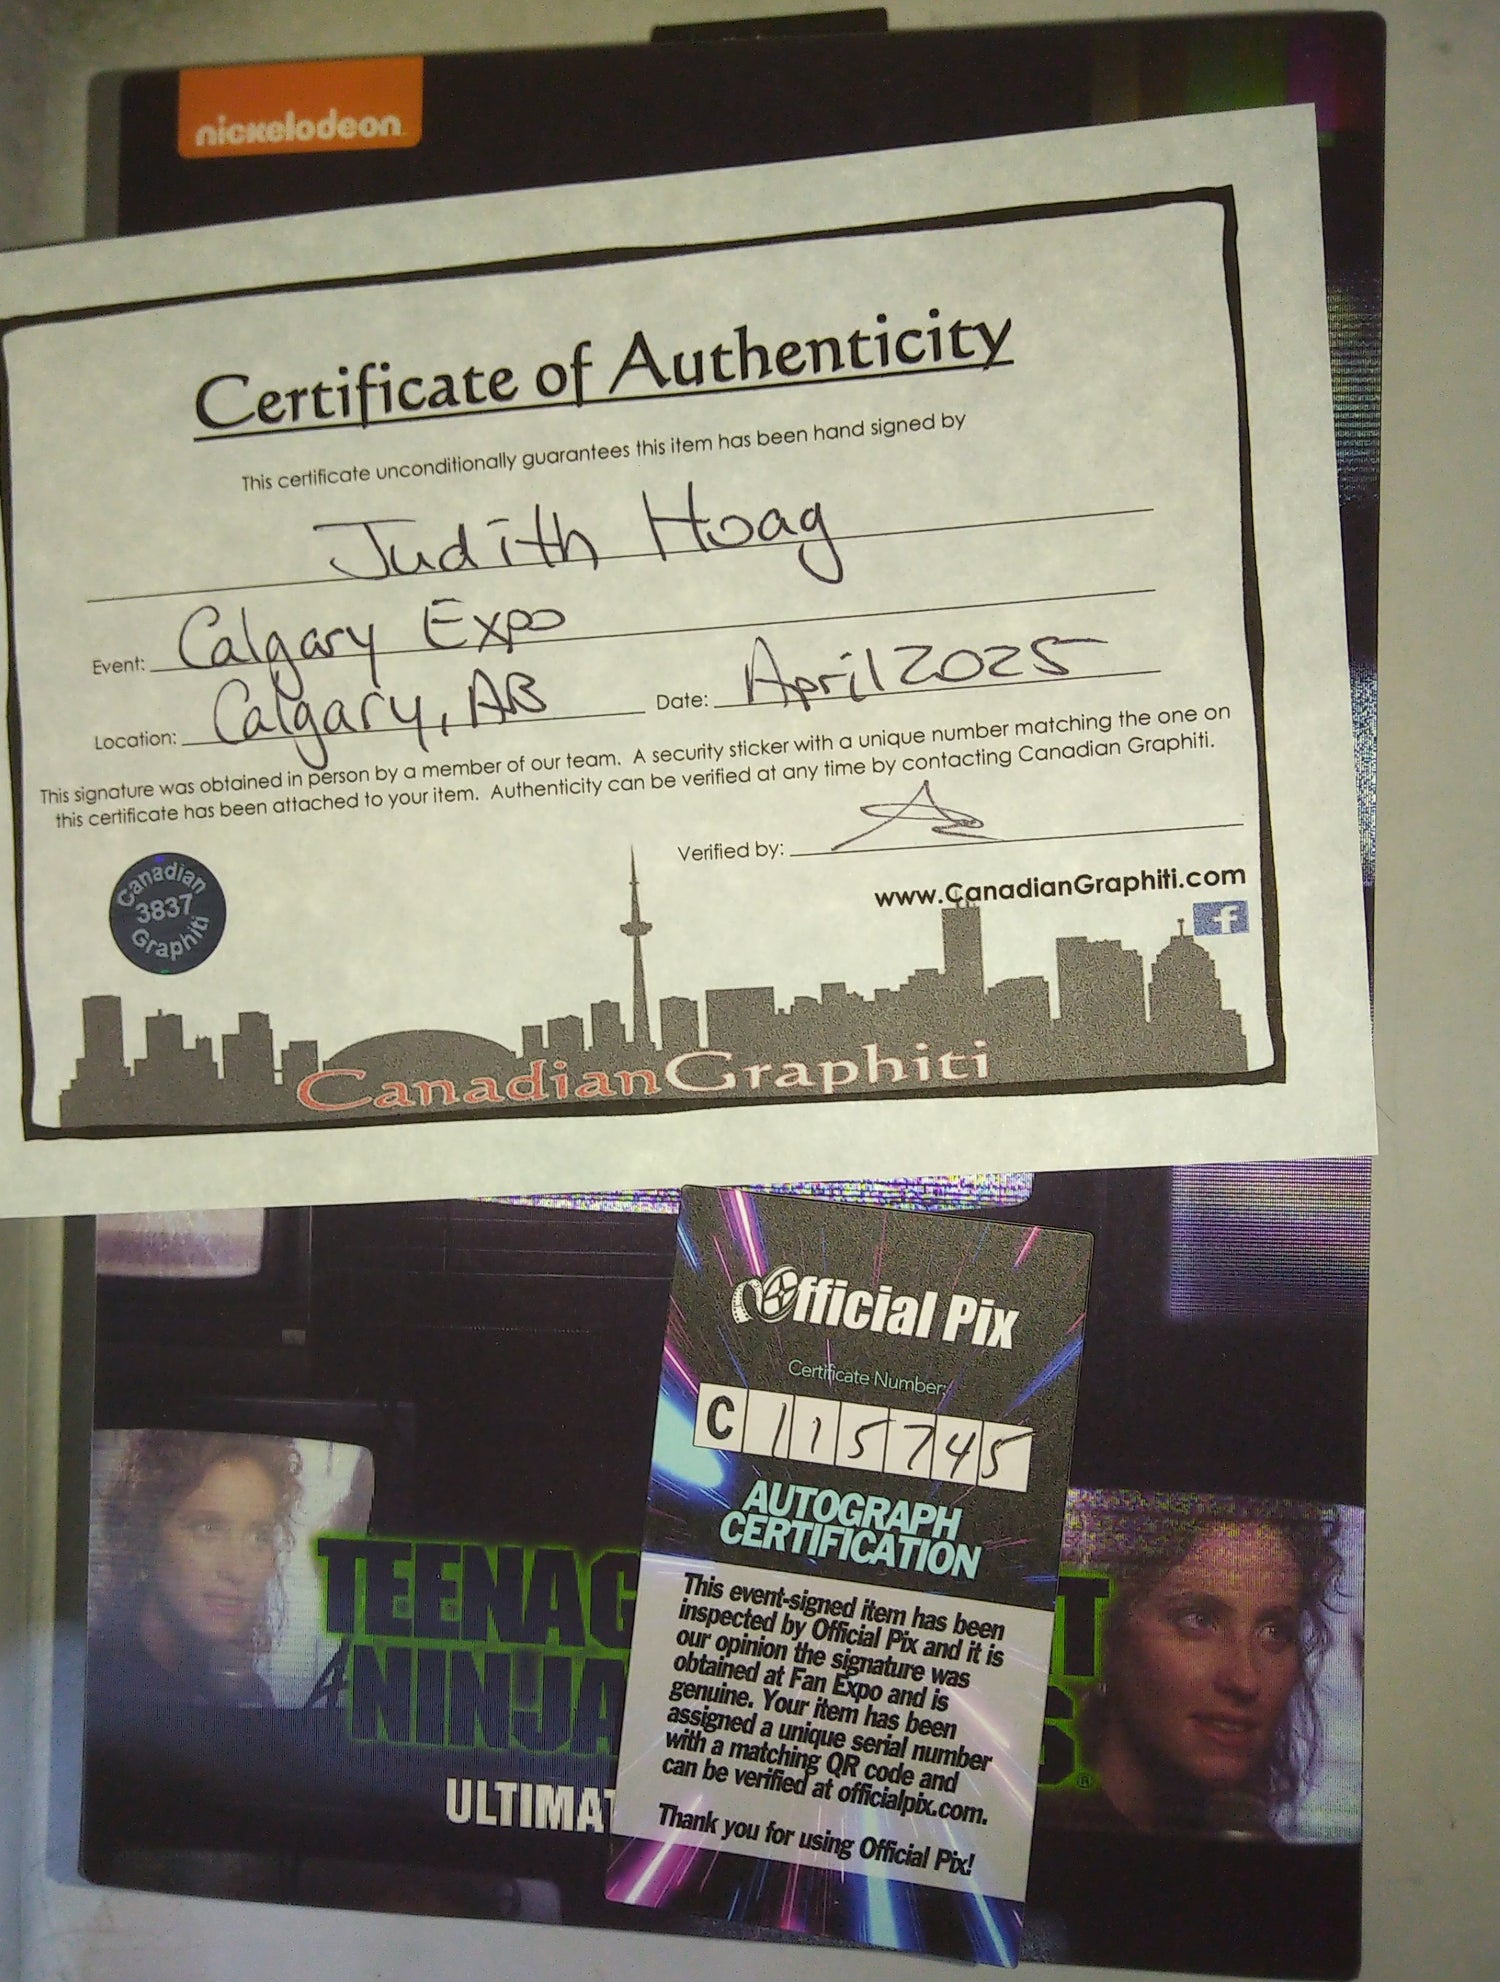 nickelodeon
Certificate of Authenticity
This certificate unconditionally guarantees this item has been hand signed by
Judith Hoag
Event: Calgary Expo
Location: Calgary, AB Date: April 2025
This signature was obtained in person by a member of our team. A security sticker with a unique number matching the one on
this certificate has been attached to your item. Authenticity can be verified at any time by contacting Canadian Graphiti.
Verified by:
www.CanadianGraphiti.com
f
Canadian
3837
Graphiti
CanadianGraphiti
Official Pix
Certificate Number:
C 115745
AUTOGRAPH
CERTIFICATION
This event-signed item has been
inspected by Official Pix and it is
our opinion the signature was
obtained at Fan Expo and is
genuine. Your item has been
assigned a unique serial number
with a matching QR code and
can be verified at officialpix.com.
Thank you for using Official Pix!
TEENAG T
NINJA S®
ULTIMAT